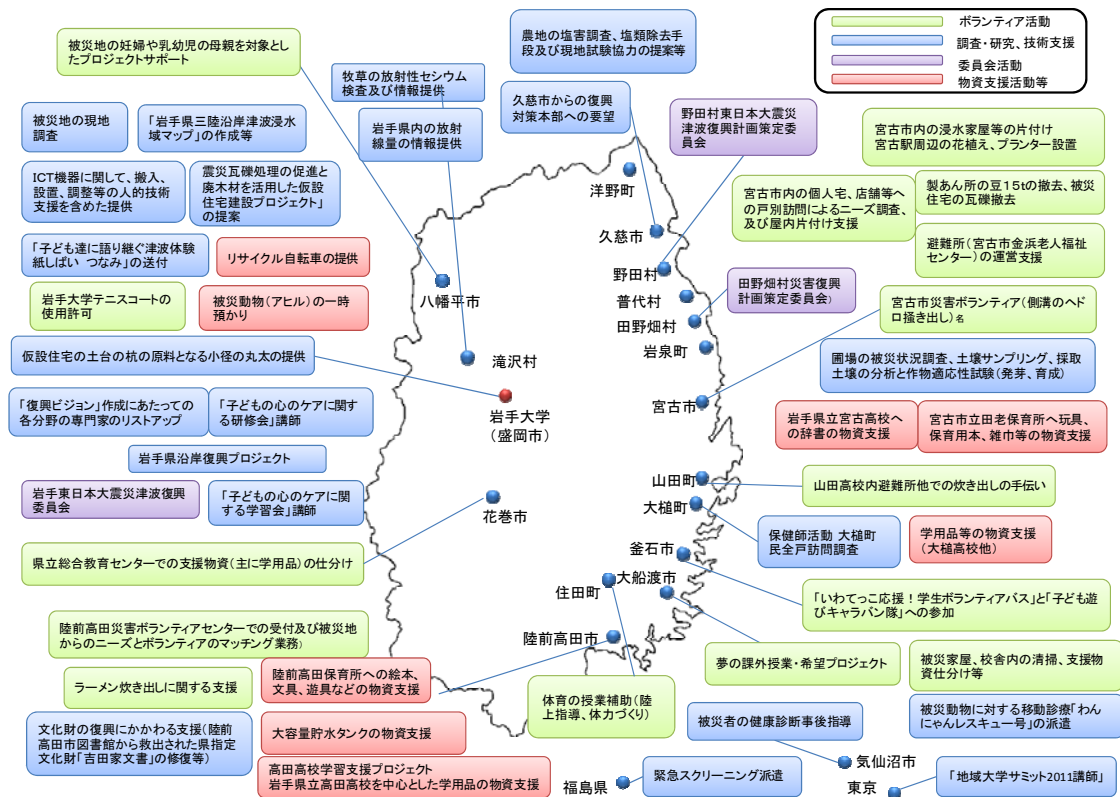 ボランティア活動
調査・研究、技術支援
委員会活動
物資支援活動等
被災地の妊婦や乳幼児の母親を対象とし
たプロジェクトサポート
農地の塩害調査、塩類除去手
段及び現地試験協力の提案等
牧草の放射性セシウム
検査及び情報提供
岩手県内の放射
線量の情報提供
久慈市からの復興
対策本部への要望
野田村東日本大震災
津波復興計画策定委
員会
宮古市内の浸水家屋等の片付け
宮古駅周辺の花植え、プランター設置
被災地の現地
調査
「岩手県三陸沿岸津波浸水
域マップ」の作成等
ICT機器に関して、搬入、
設置、調整等の人的技術
支援を含めた提供
震災瓦礫処理の促進と
廃木材を活用した仮設
住宅建設プロジェクト」
の提案
宮古市内の個人宅、店舗等へ
の戸別訪問によるニーズ調査、
及び屋内片付け支援
製あん所の豆15tの撤去、被災
住宅の瓦礫撤去
避難所(宮古市金浜老人福祉
センター)の運営支援
「子ども達に語り継ぐ津波体験
紙しばい つなみ」の送付
リサイクル自転車の提供
岩手大学テニスコートの
使用許可
被災動物(アヒル)の一時
預かり
田野畑村災害復興
計画策定委員会)
宮古市災害ボランティア(側溝のヘド
ロ掻き出し)名
仮設住宅の土台の杭の原料となる小径の丸太の提供
圃場の被災状況調査、土壌サンプリング、採取
土壌の分析と作物適応性試験(発芽、育成)
「復興ビジョン」作成にあたっての
各分野の専門家のリストアップ
「子どもの心のケアに関す
る研修会」講師
岩手県立宮古高校へ
の辞書の物資支援
宮古市立田老保育所へ玩具、
保育用本、雑巾等の物資支援
岩手県沿岸復興プロジェクト
岩手東日本大震災津波復興
委員会
「子どもの心のケアに関
する学習会」講師
山田高校内避難所他での炊き出しの手伝い
保健師活動 大槌町
民全戸訪問調査
学用品等の物資支援
(大槌高校他)
県立総合教育センターでの支援物資(主に学用品)の仕分け
「いわてっこ応援!学生ボランティアバス」と「子ども遊
びキャラバン隊」への参加
陸前高田災害ボランティアセンターでの受付及び被災地
からのニーズとボランティアのマッチング業務)
ラーメン炊き出しに関する支援
陸前高田保育所への絵本、
文具、遊具などの物資支援
夢の課外授業・希望プロジェクト
被災家屋、校舎内の清掃、支援物
資仕分け等
体育の授業補助(陸
上指導、体力づくり)
文化財の復興にかかわる支援(陸前
高田市図書館から救出された県指定
文化財「吉田家文書」の修復等)
大容量貯水タンクの物資支援
被災者の健康診断事後指導
被災動物に対する移動診療「わん
にゃんレスキュー号」の派遣
高田高校学習支援プロジェクト
岩手県立高田高校を中心とした学用品の物資支援
緊急スクリーニング派遣
「地域大学サミット2011講師」
洋野町
久慈市
野田村
普代村
田野畑村
岩泉町
八幡平市
滝沢村
岩手大学
(盛岡市)
宮古市
山田町
大槌町
花巻市
釜石市
大船渡市
住田町
陸前高田市
気仙沼市
福島県
東京